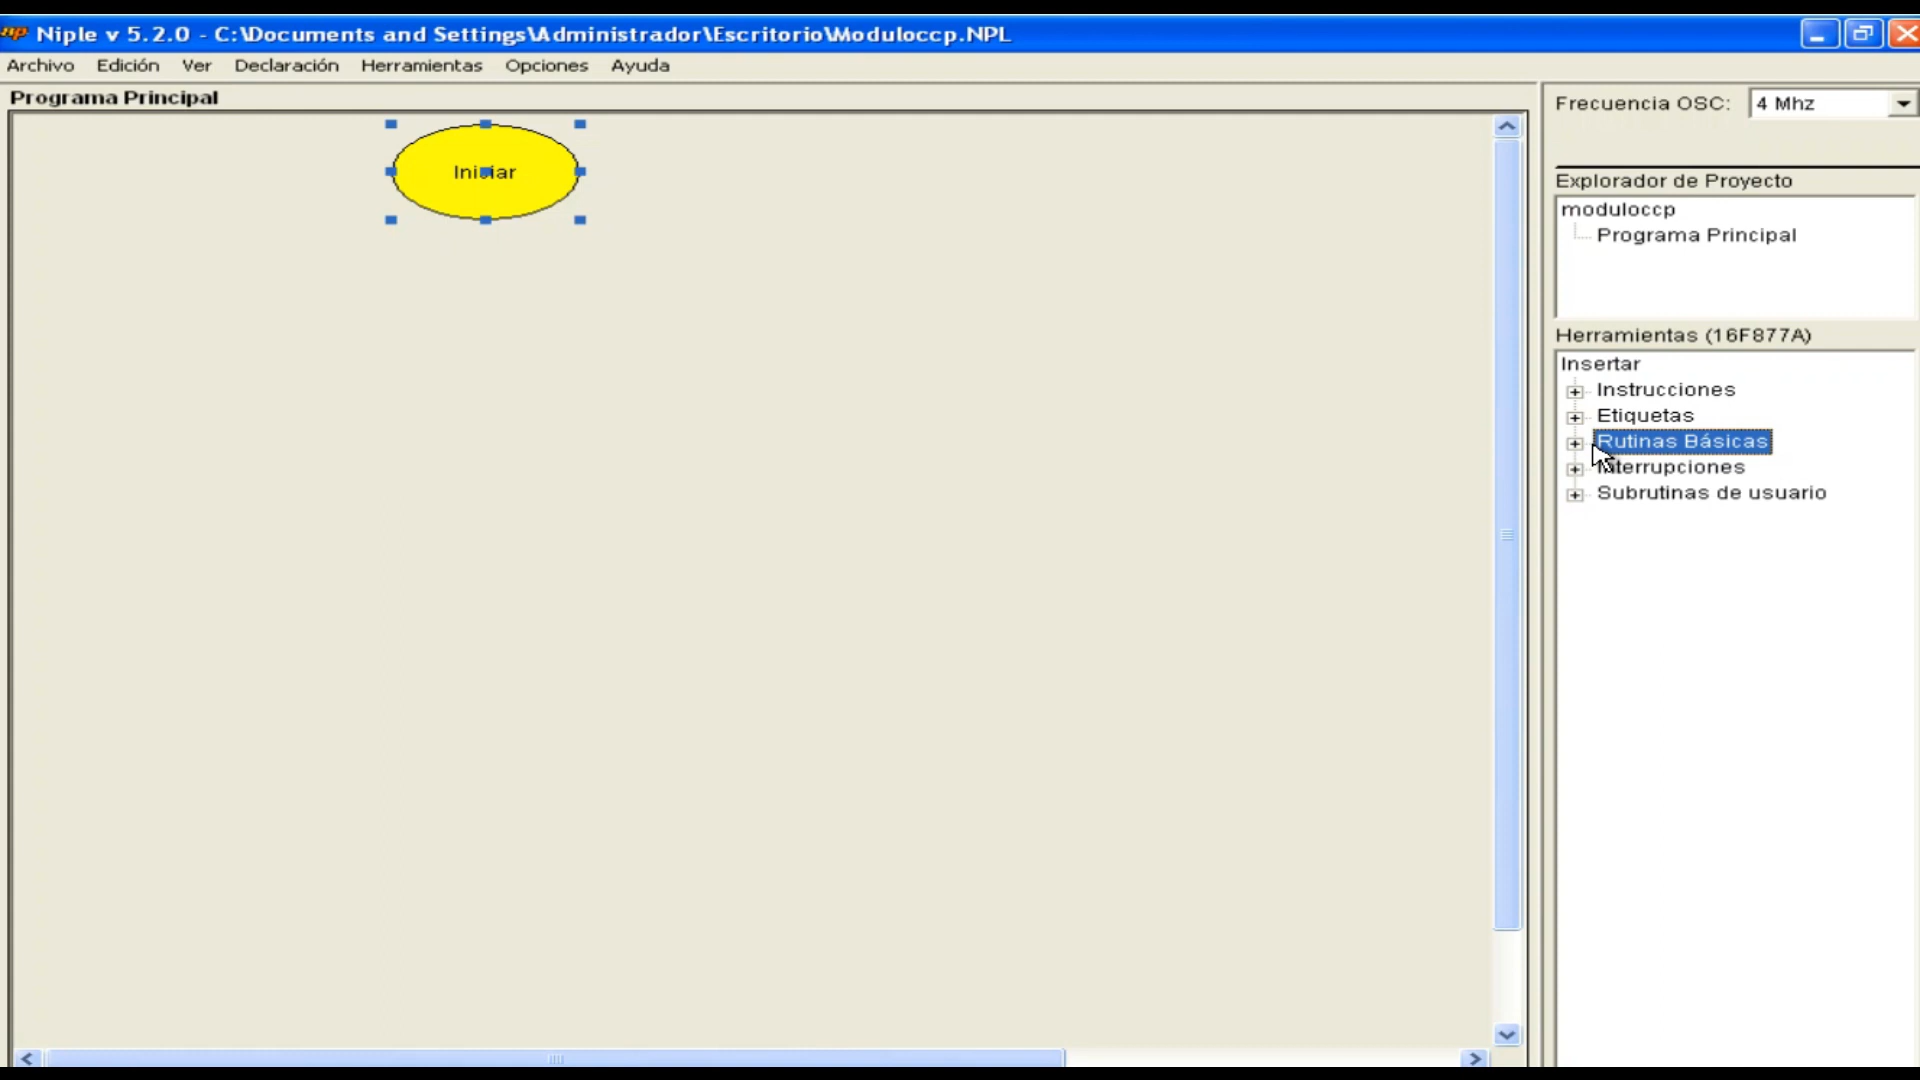 Niple v 5.2.0 - C:\Documents and Settings\Administrador\Escritorio\Moduloccp.NPL
Archivo Edición Ver Declaración Herramientas Opciones Ayuda
Programa Principal
Iniciar
Frecuencia OSC: 4 Mhz
Explorador de Proyecto
moduloccp
Programa Principal
Herramientas (16F877A)
Insertar
Instrucciones
Etiquetas
Rutinas Básicas
Interrupciones
Subrutinas de usuario